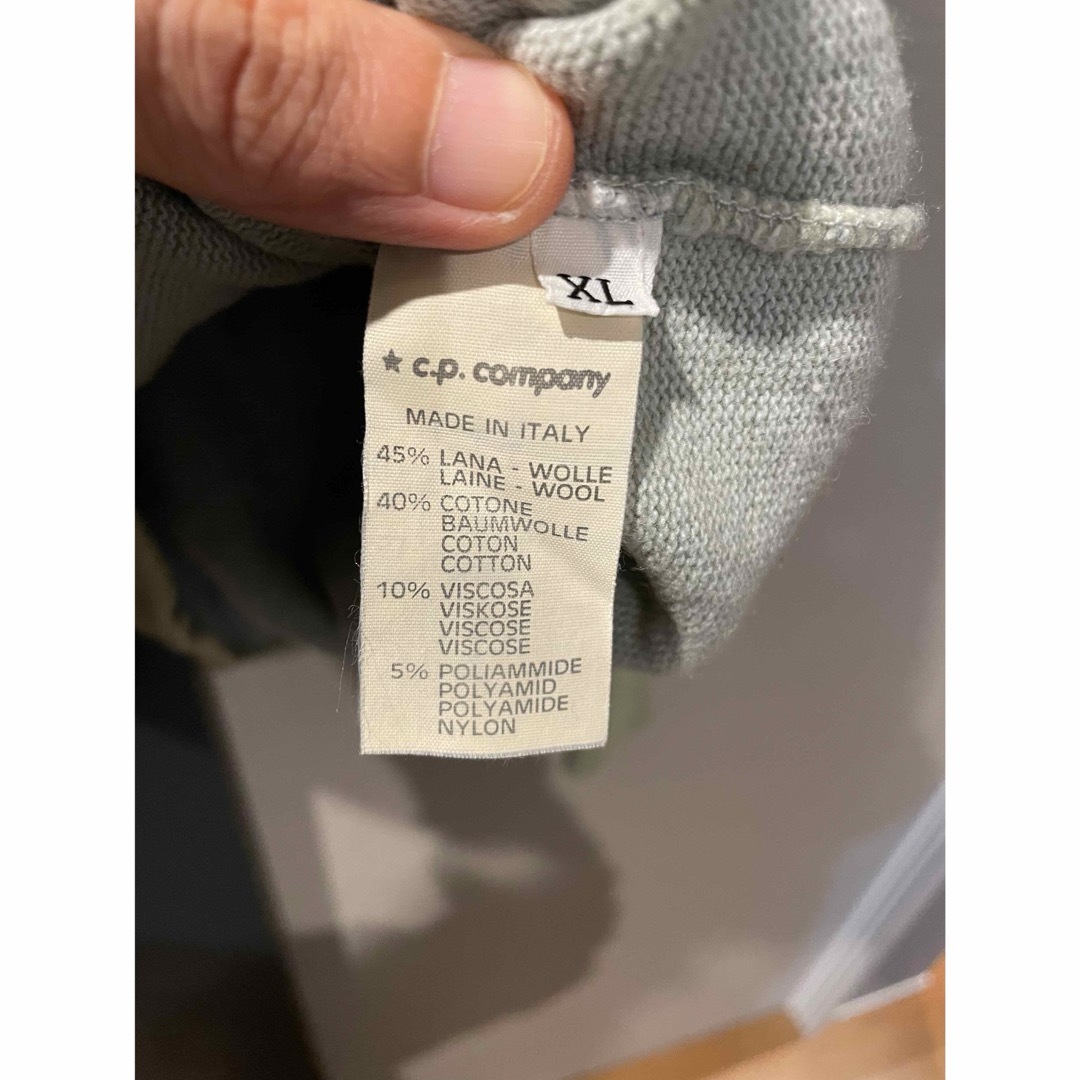 XL
★ c.p. company
MADE IN ITALY
45% LANA - WOLLE
LAINE - WOOL
40% COTONE
BAUMWOLLE
COTON
COTTON
10% VISCOSA
VISKOSE
VISCOSE
VISCOSE
5% POLIAMMIDE
POLYAMID
POLYAMIDE
NYLON